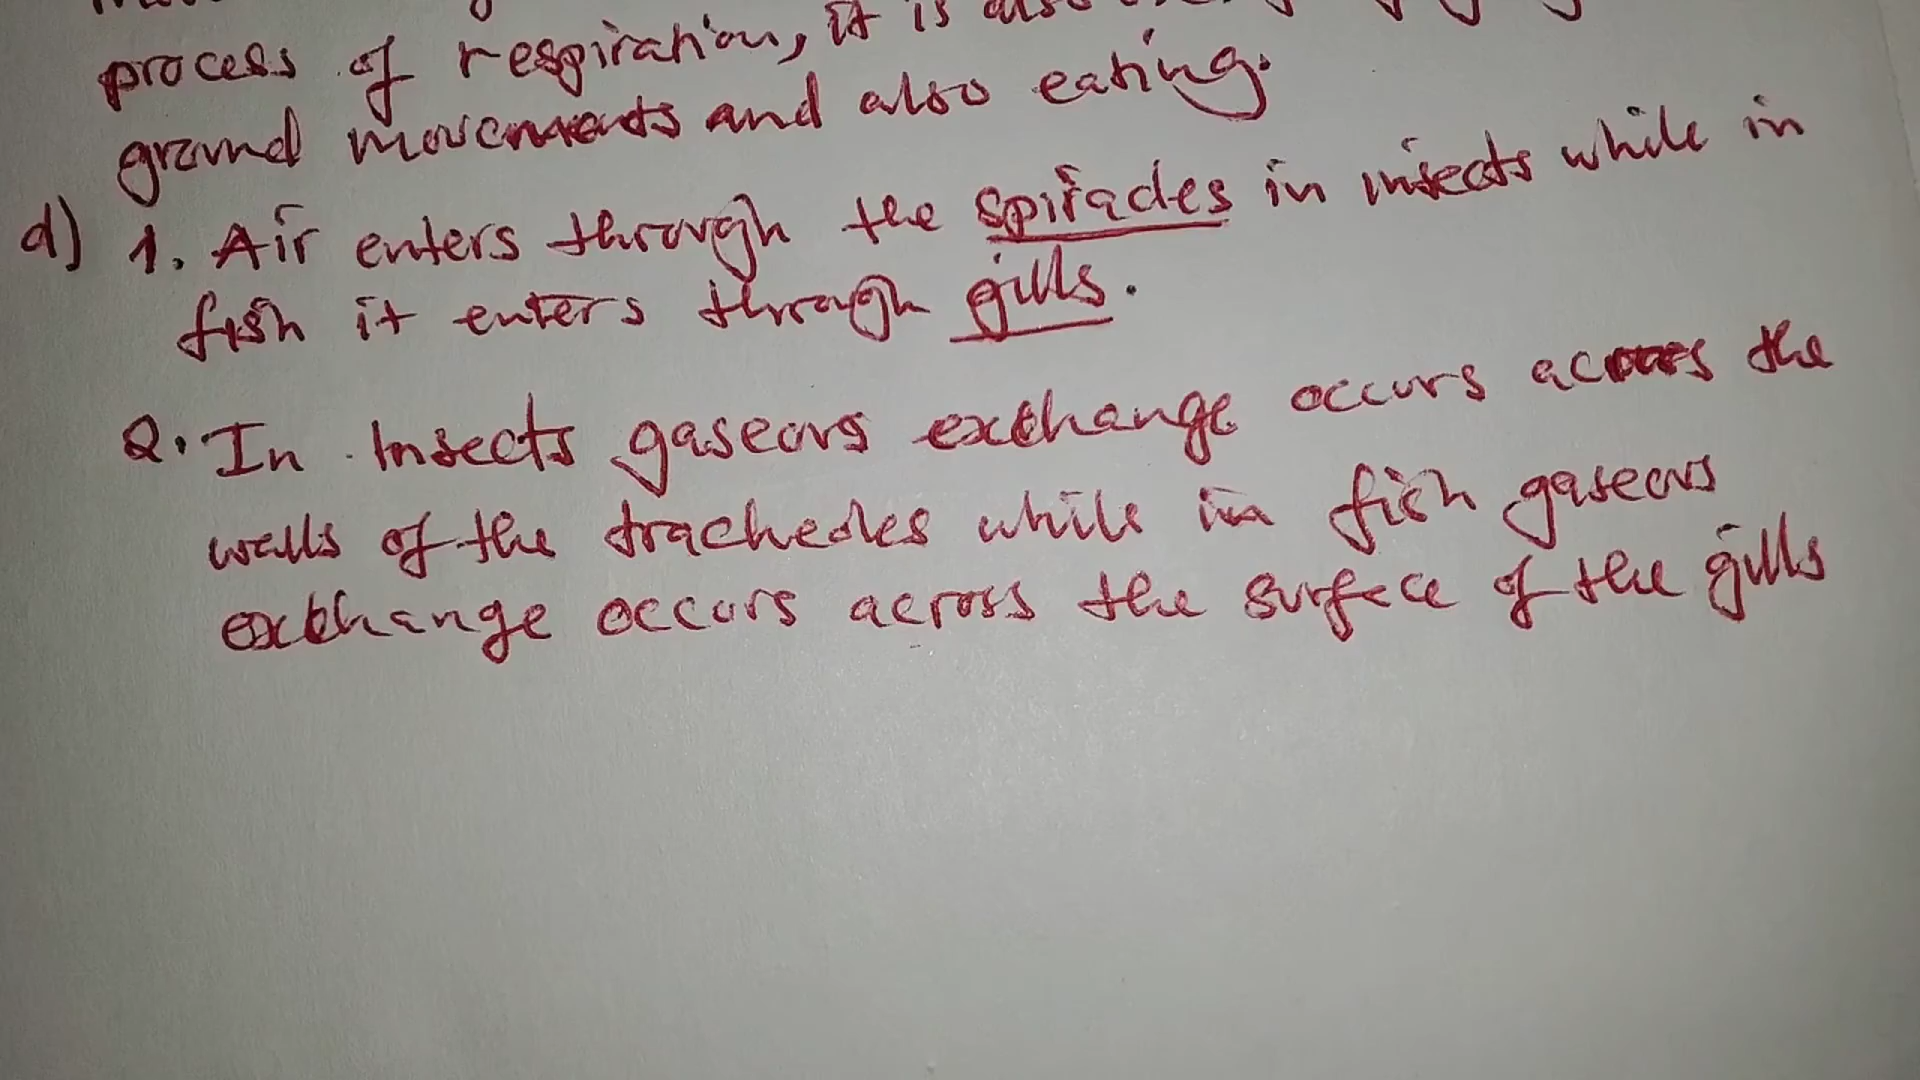 process of respiration, it is also
ground movements and also eating.
d) 1. Air enters through the spiracles in insects while in
fish it enters through gills.
2. In Insects gaseous exchange occurs across the
walls of the tracheoles while in fish gaseous
exchange occurs across the surface of the gills